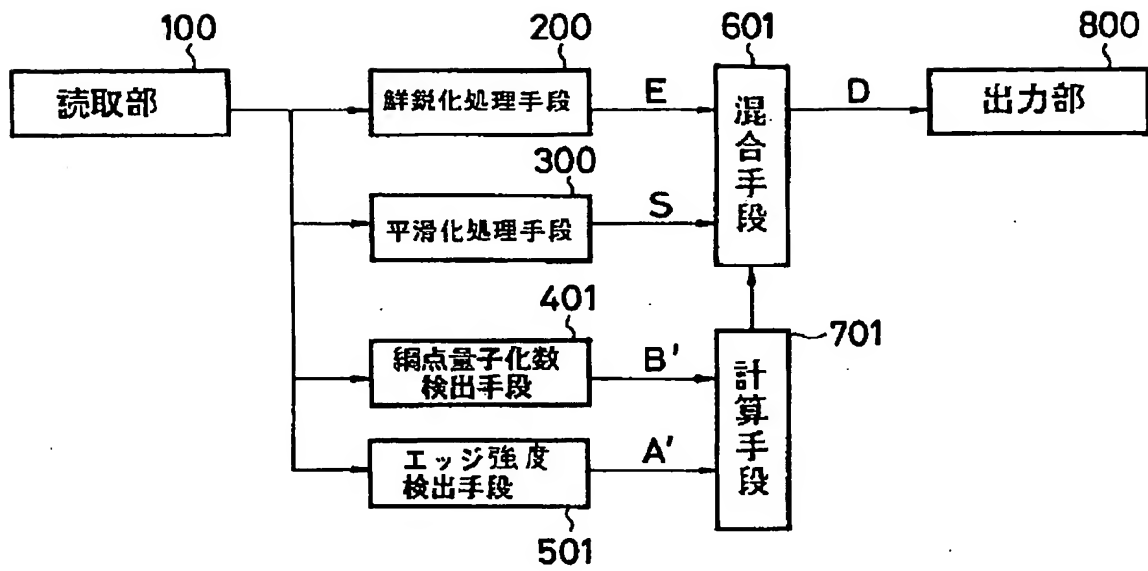 100
読取部
200
鮮鋭化処理手段
E
300
平滑化処理手段
S
401
網点量子化数
検出手段
B'
エッジ強度
検出手段
501
A'
601
混合手段
D
701
計算手段
800
出力部